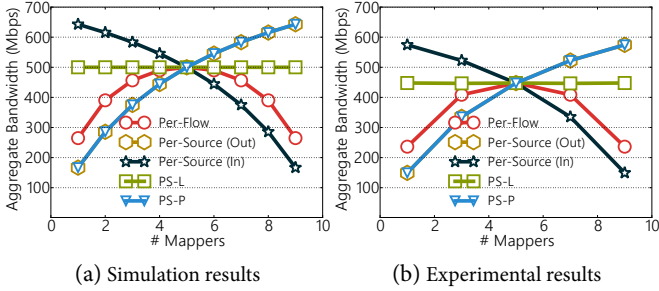 Aggregate Bandwidth (Mbps)
700
600
500
400
300
200
100
0 2 4 6 8 10
# Mappers
Per-Flow
Per-Source (Out)
Per-Source (In)
PS-L
PS-P
(a) Simulation results
Aggregate Bandwidth (Mbps)
700
600
500
400
300
200
100
0 2 4 6 8 10
# Mappers
Per-Flow
Per-Source (Out)
Per-Source (In)
PS-L
PS-P
(b) Experimental results